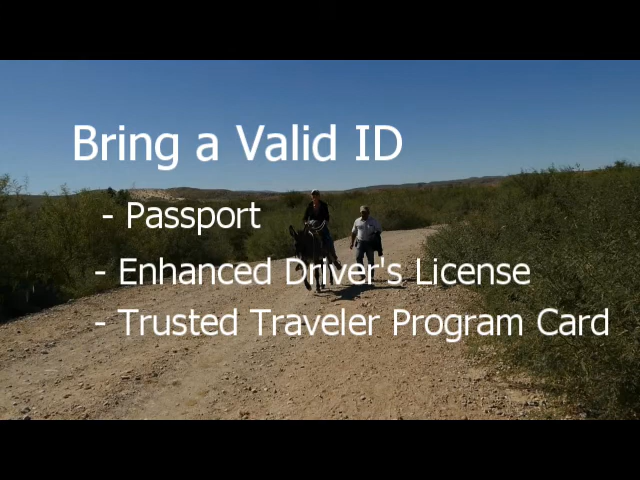 Bring a Valid ID
- Passport
- Enhanced Driver's License
- Trusted Traveler Program Card